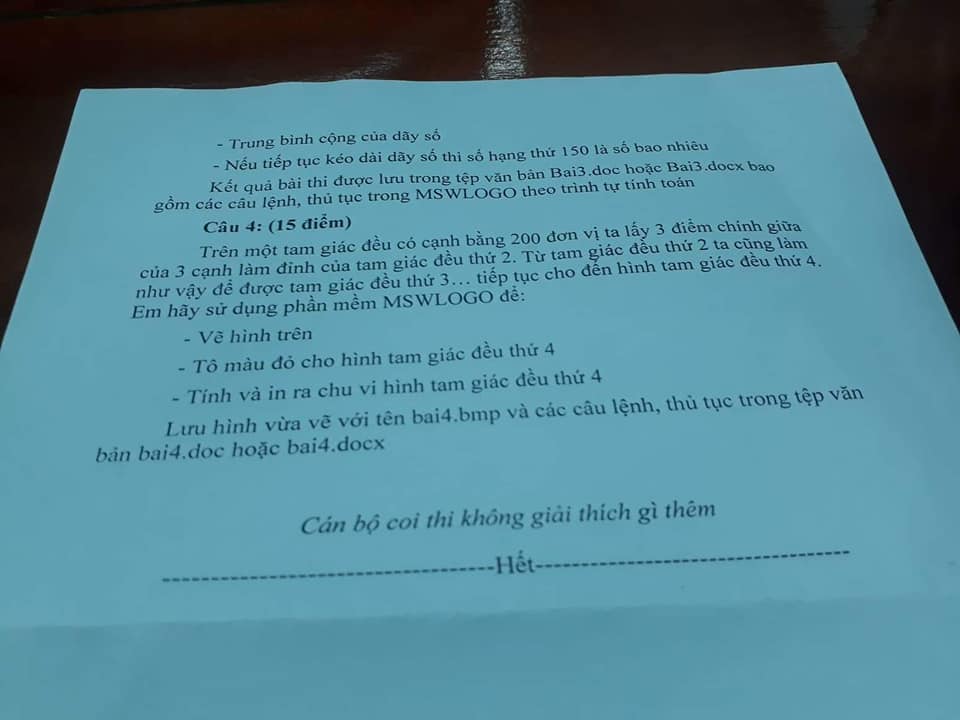 - Trung bình cộng của dãy số
- Nếu tiếp tục kéo dài dãy số thì số hạng thứ 150 là số bao nhiêu
Kết quả bài thi được lưu trong tệp văn bản Bai3.doc hoặc Bai3.docx bao
gồm các câu lệnh, thủ tục trong MSWLOGO theo trình tự tính toán
Câu 4: (15 điểm)
Trên một tam giác đều có cạnh bằng 200 đơn vị ta lấy 3 điểm chính giữa
của 3 cạnh làm đỉnh của tam giác đều thứ 2. Từ tam giác đều thứ 2 ta cũng làm
như vậy để được tam giác đều thứ 3… tiếp tục cho đến hình tam giác đều thứ 4.
Em hãy sử dụng phần mềm MSWLOGO để:
- Vẽ hình trên
- Tô màu đỏ cho hình tam giác đều thứ 4
- Tính và in ra chu vi hình tam giác đều thứ 4
Lưu hình vừa vẽ với tên bai4.bmp và các câu lệnh, thủ tục trong tệp văn
bản bai4.doc hoặc bai4.docx
Cán bộ coi thi không giải thích gì thêm
----------------------------------Hết----------------------------------